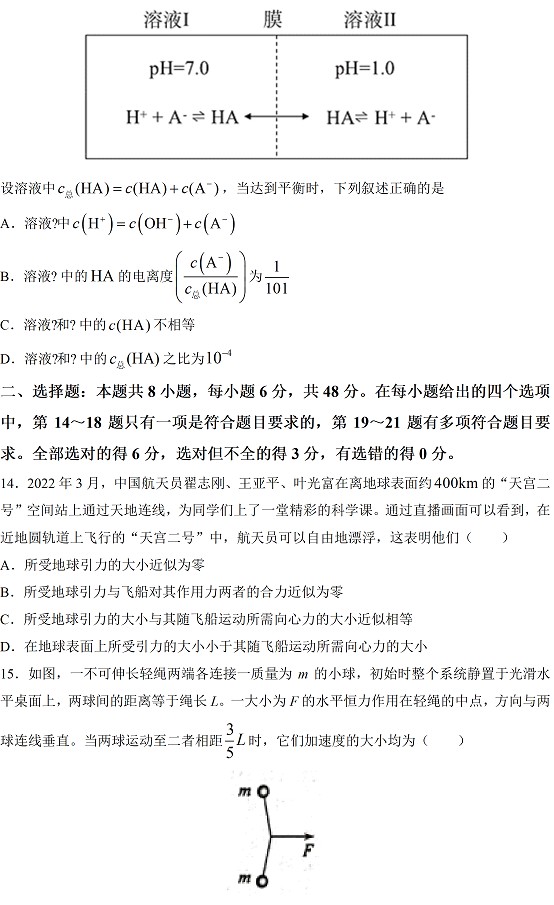 溶液I 膜 溶液II
pH=7.0 pH=1.0
H⁺ + A⁻ ⇌ HA ⟷ HA⇌ H⁺ + A⁻
设溶液中c总(HA) = c(HA) + c(A⁻)，当达到平衡时，下列叙述正确的是
A．溶液?中c(H⁺) = c(OH⁻) + c(A⁻)
B．溶液? 中的 HA 的电离度(c(A⁻)/c总(HA))为1/101
C．溶液?和? 中的c(HA) 不相等
D．溶液?和? 中的c总(HA) 之比为10⁻⁴
二、选择题：本题共 8 小题，每小题 6 分，共 48 分。在每小题给出的四个选项
中，第 14～18 题只有一项是符合题目要求的，第 19～21 题有多项符合题目要
求。全部选对的得 6 分，选对但不全的得 3 分，有选错的得 0 分。
14．2022 年 3 月，中国航天员翟志刚、王亚平、叶光富在离地球表面约400km 的“天宫二
号”空间站上通过天地连线，为同学们上了一堂精彩的科学课。通过直播画面可以看到，在
近地圆轨道上飞行的“天宫二号”中，航天员可以自由地漂浮，这表明他们（　　）
A．所受地球引力的大小近似为零
B．所受地球引力与飞船对其作用力两者的合力近似为零
C．所受地球引力的大小与其随飞船运动所需向心力的大小近似相等
D．在地球表面上所受引力的大小小于其随飞船运动所需向心力的大小
15．如图，一不可伸长轻绳两端各连接一质量为 m 的小球，初始时整个系统静置于光滑水
平桌面上，两球间的距离等于绳长 L。一大小为 F 的水平恒力作用在轻绳的中点，方向与两
球连线垂直。当两球运动至二者相距3/5 L 时，它们加速度的大小均为（　　）
m
F
m